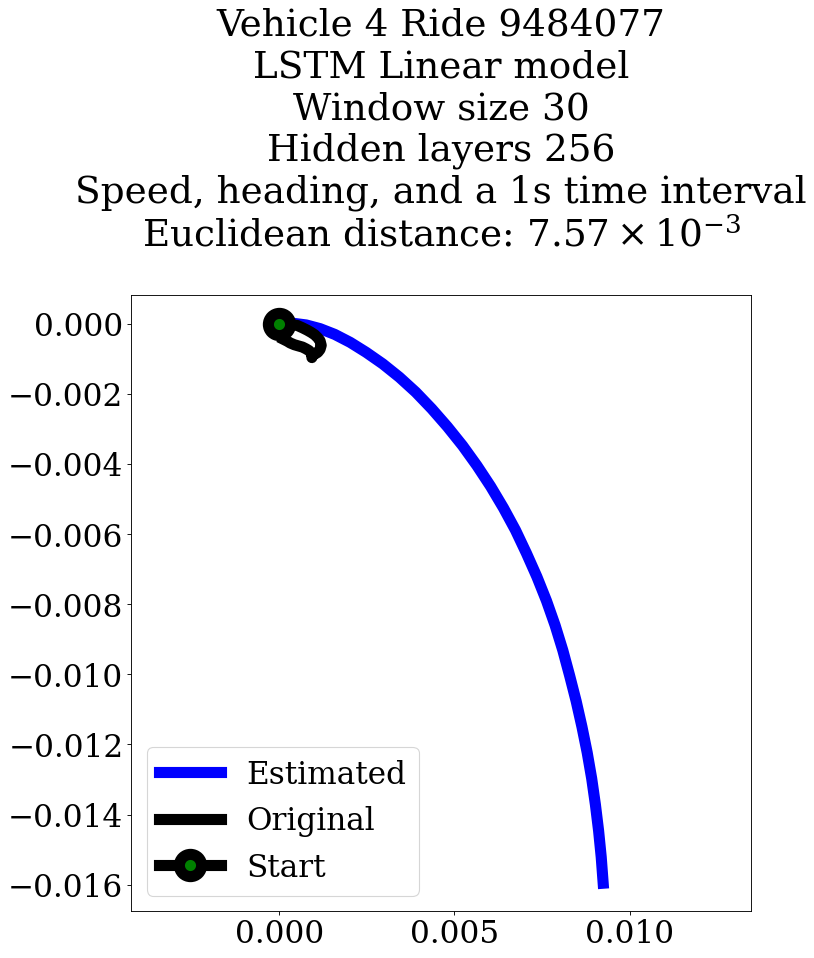 Vehicle 4 Ride 9484077
LSTM Linear model
Window size 30
Hidden layers 256
Speed, heading, and a 1s time interval
Euclidean distance: 7.57 × 10⁻³
0.000
−0.002
−0.004
−0.006
−0.008
−0.010
−0.012
−0.014
−0.016
Estimated
Original
Start
0.000 0.005 0.010